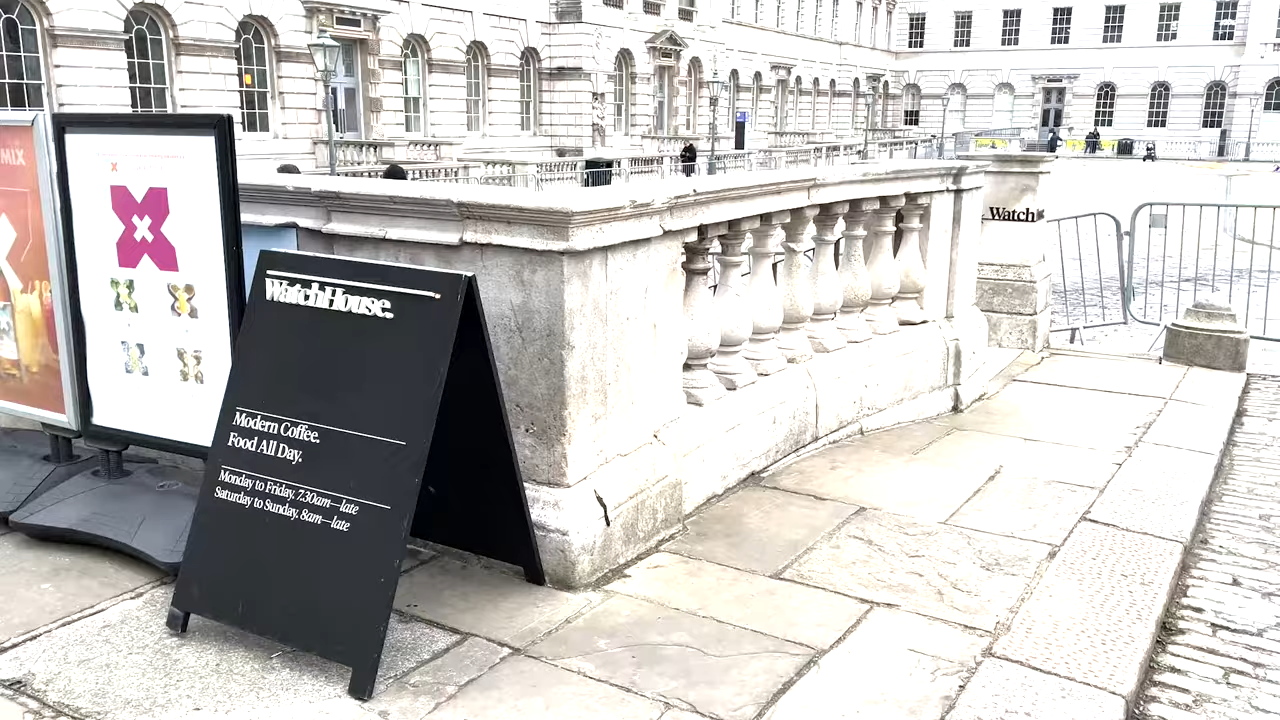 MIX
WatchHouse.
Modern Coffee.
Food All Day.
Monday to Friday, 7.30am—late
Saturday to Sunday, 8am—late
Watch